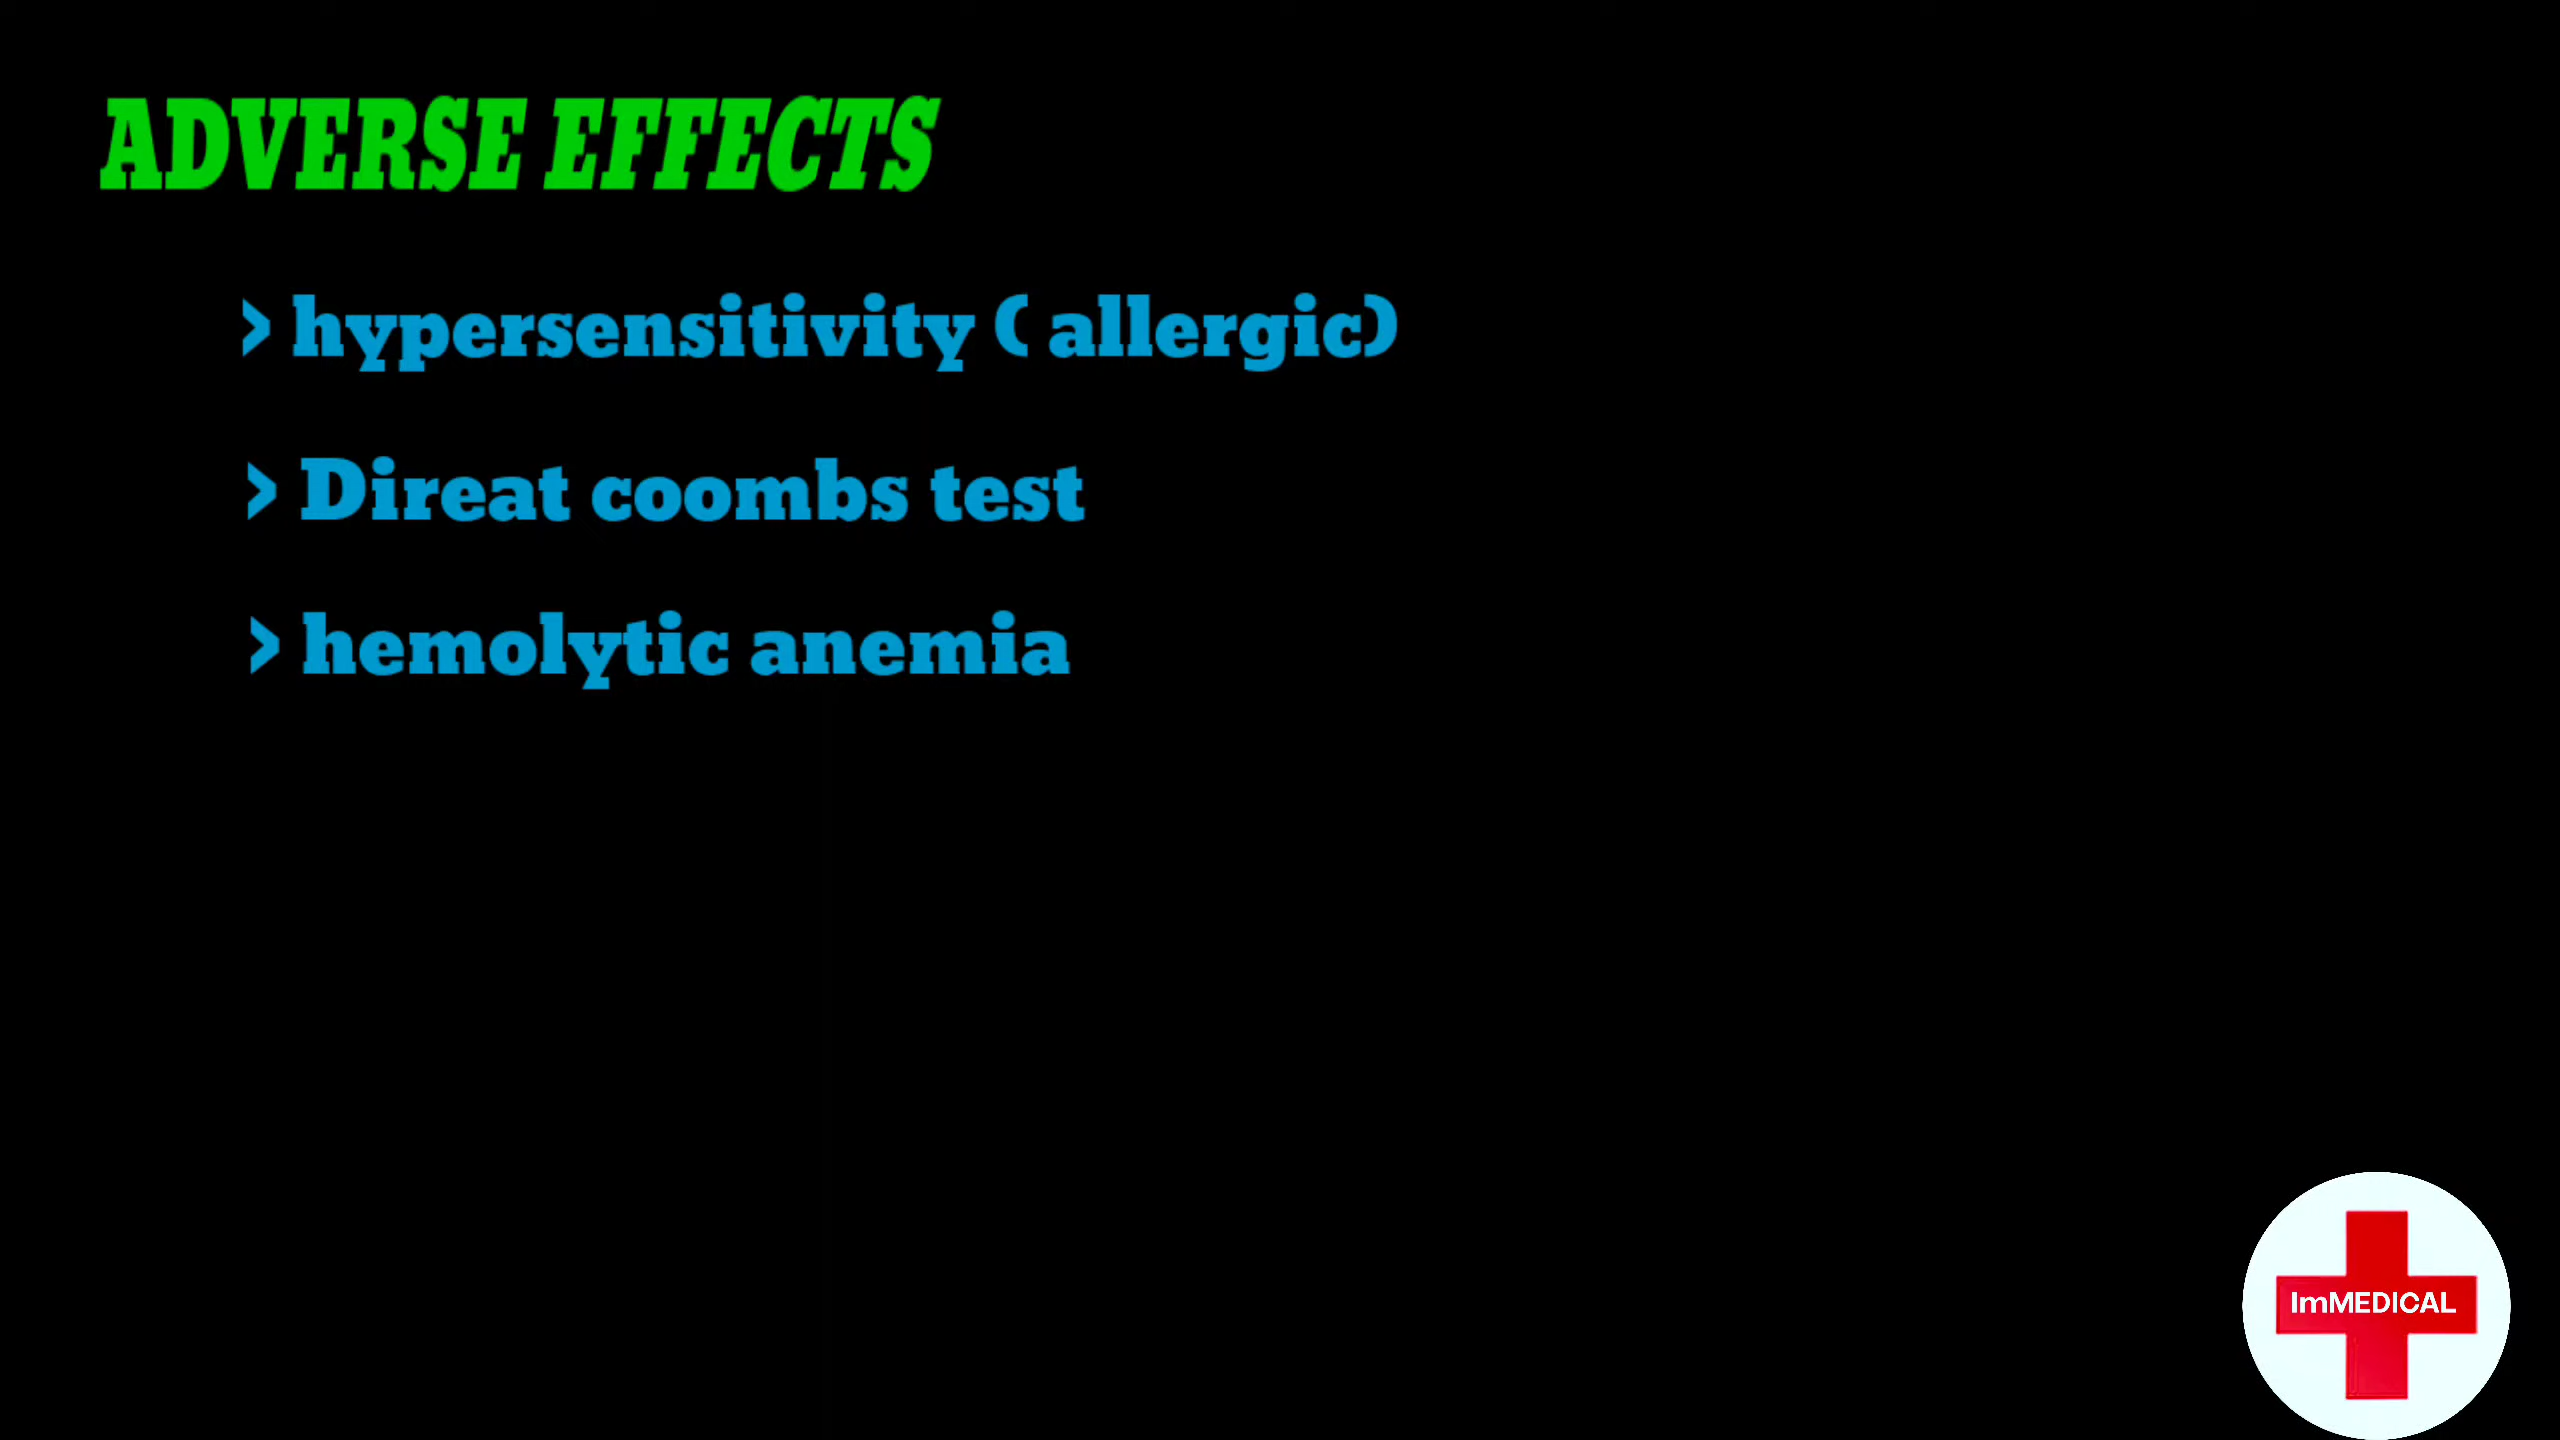 ADVERSE EFFECTS
> hypersensitivity ( allergic)
> Direat coombs test
> hemolytic anemia
ImMEDICAL